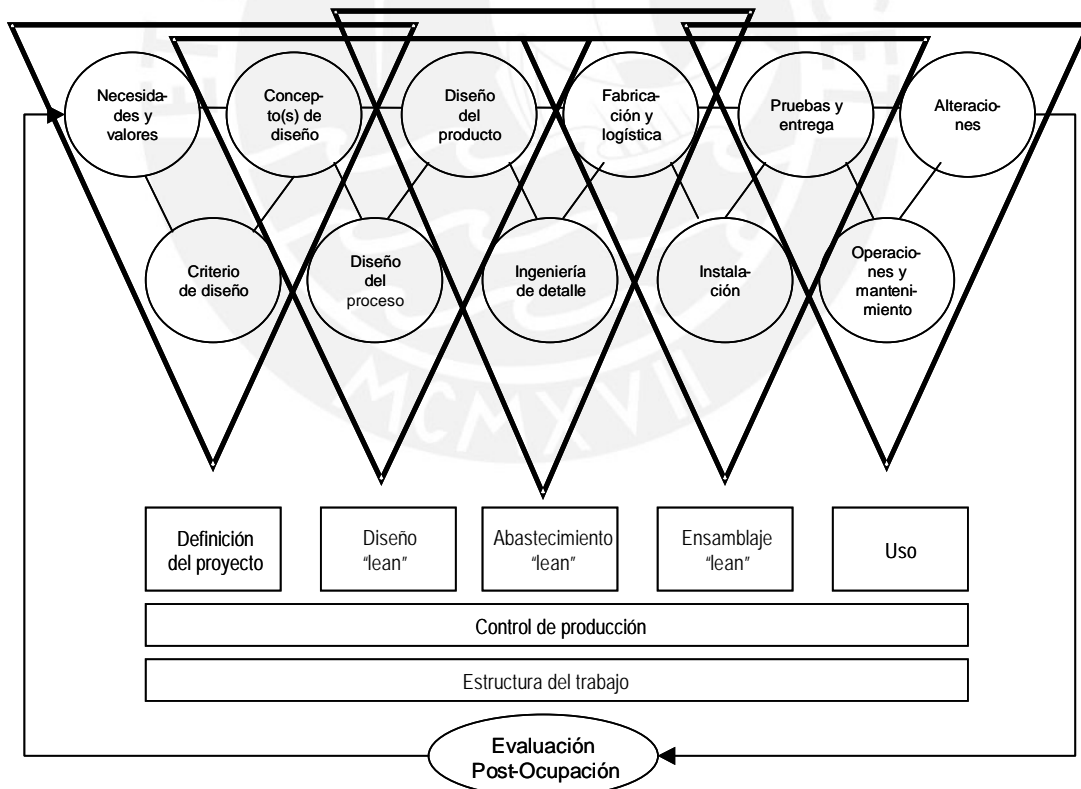 Necesida-
des y
valores
Concep-
to(s) de
diseño
Diseño
del
producto
Fabrica-
ción y
logística
Pruebas y
entrega
Alteracio-
nes
Criterio
de diseño
Diseño
del
proceso
Ingeniería
de detalle
Instala-
ción
Operacio-
nes y
manteni-
miento
MCMXVII
Definición
del proyecto
Diseño
“lean”
Abastecimiento
“lean”
Ensamblaje
“lean”
Uso
Control de producción
Estructura del trabajo
Evaluación
Post-Ocupación